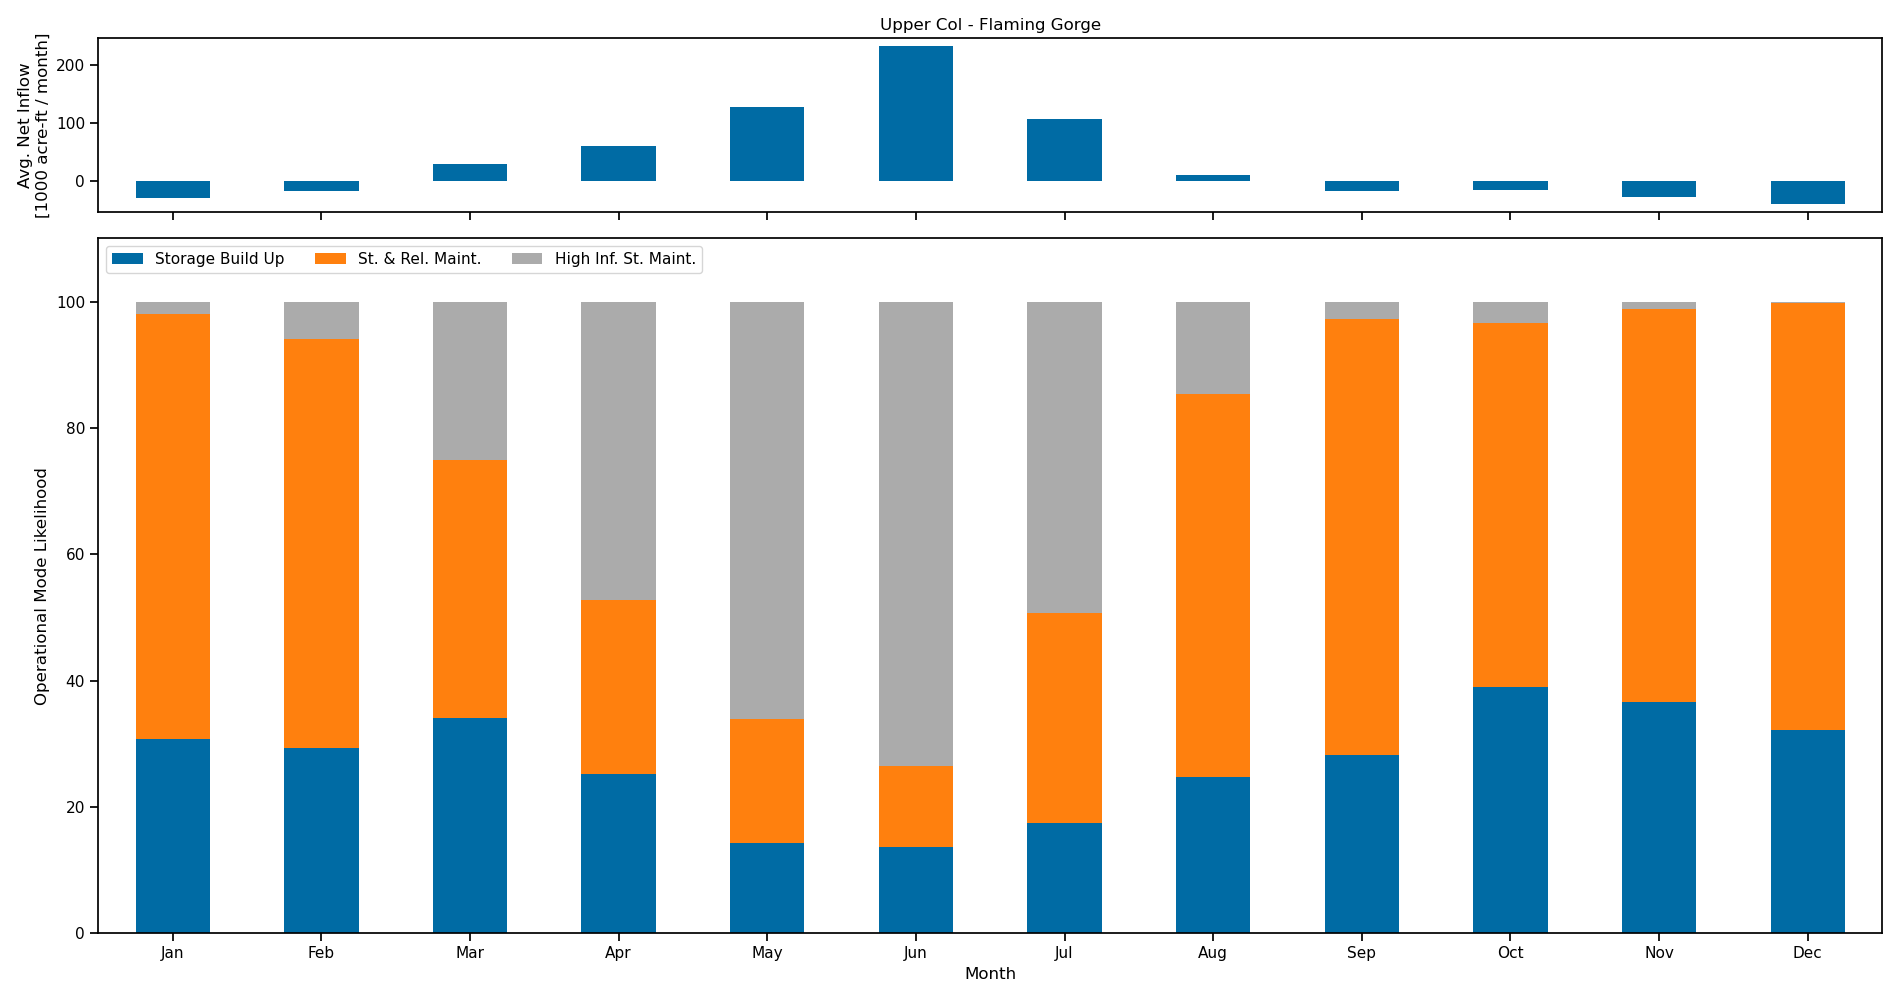 Upper Col - Flaming Gorge
Avg. Net Inflow
[1000 acre-ft / month]
200
100
0
Storage Build Up
St. & Rel. Maint.
High Inf. St. Maint.
Operational Mode Likelihood
100
80
60
40
20
0
Jan
Feb
Mar
Apr
May
Jun
Jul
Aug
Sep
Oct
Nov
Dec
Month